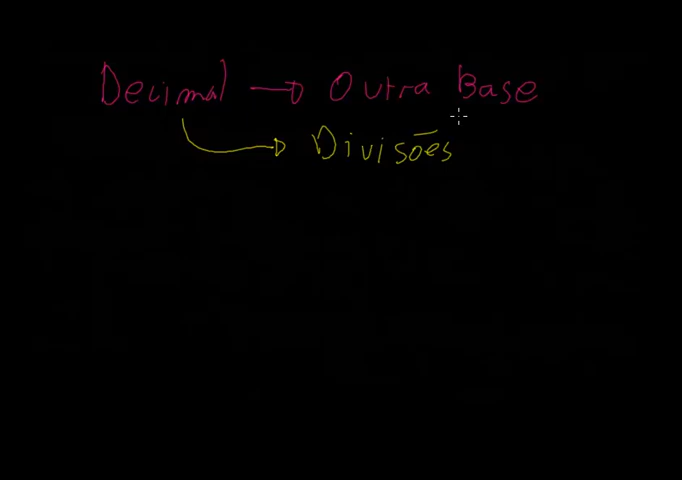 Decimal → Outra Base
→ Divisões